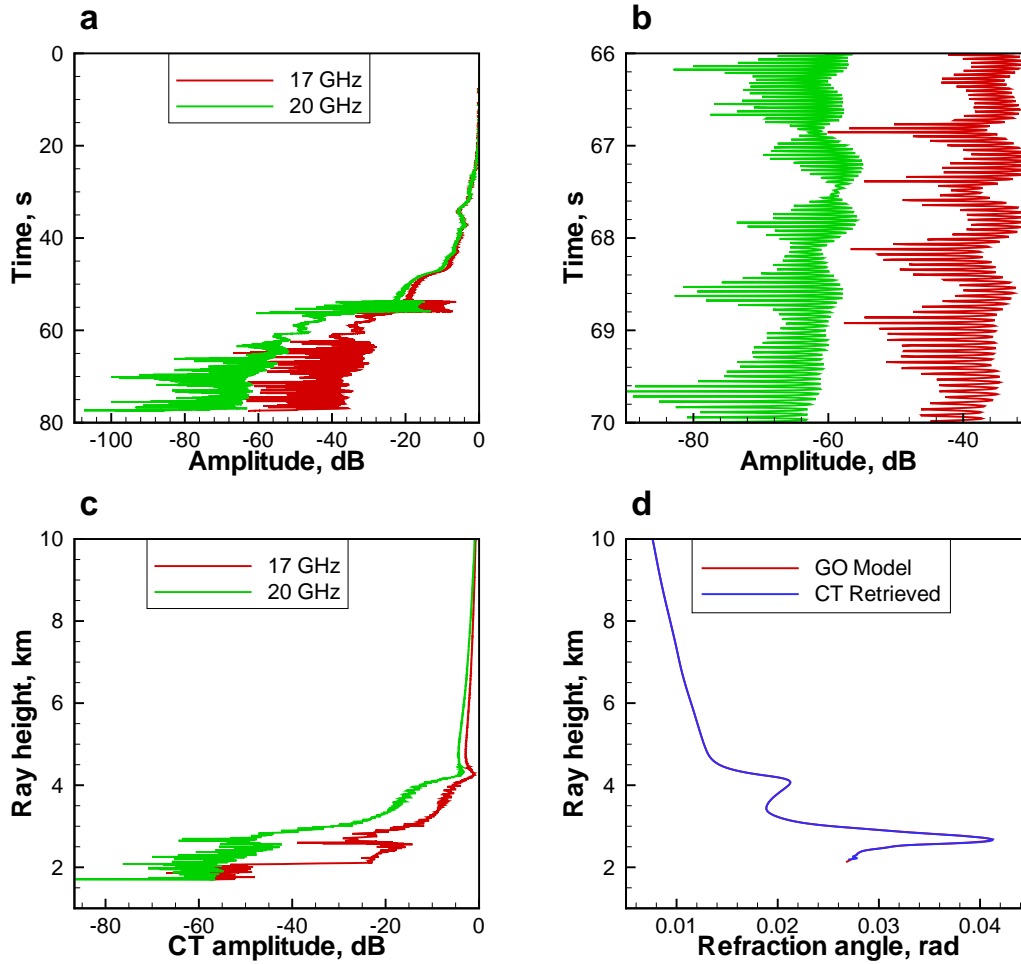 a
0
20
40
60
80
Time, s
17 GHz
20 GHz
-100
-80
-60
-40
-20
0
Amplitude, dB
b
66
67
68
69
70
Time, s
-80
-60
-40
Amplitude, dB
c
10
8
6
4
2
Ray height, km
17 GHz
20 GHz
-80
-60
-40
-20
0
CT amplitude, dB
d
10
8
6
4
2
Ray height, km
GO Model
CT Retrieved
0.01
0.02
0.03
0.04
Refraction angle, rad